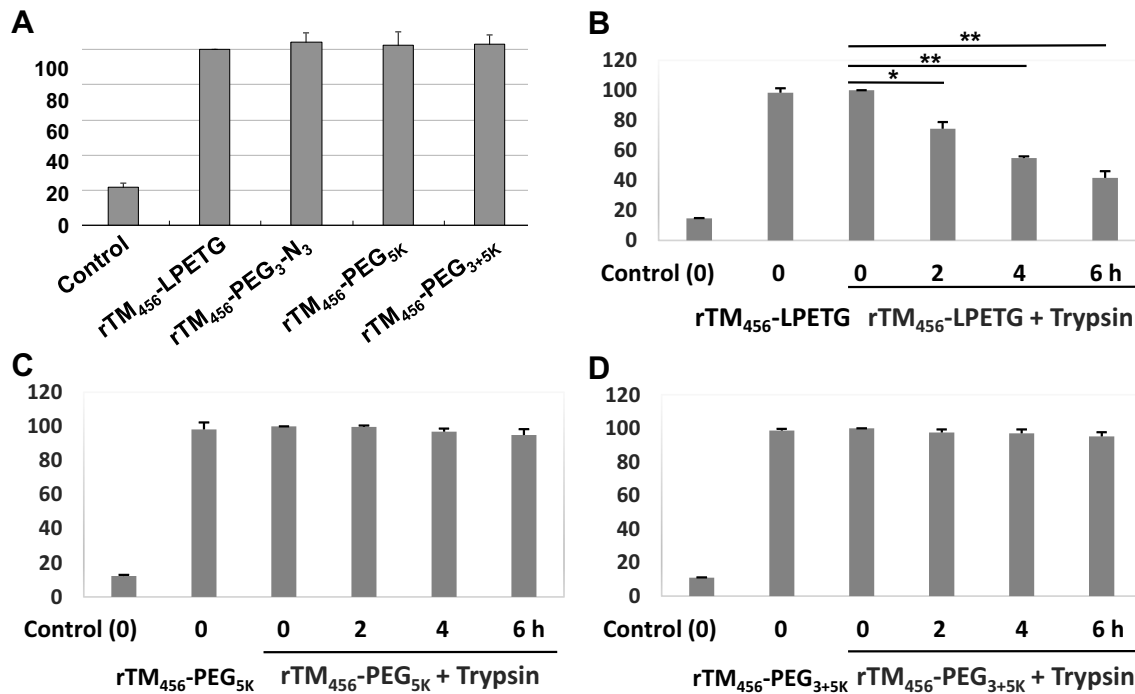 A
100
80
60
40
20
0
Control
rTM₄₅₆-LPETG
rTM₄₅₆-PEG₃-N₃
rTM₄₅₆-PEG₅ₖ
rTM₄₅₆-PEG₃₊₅ₖ
B
**
**
*
120
100
80
60
40
20
0
Control (0) 0 0 2 4 6 h
rTM₄₅₆-LPETG rTM₄₅₆-LPETG + Trypsin
C
120
100
80
60
40
20
0
Control (0) 0 0 2 4 6 h
rTM₄₅₆-PEG₅ₖ rTM₄₅₆-PEG₅ₖ + Trypsin
D
120
100
80
60
40
20
0
Control (0) 0 0 2 4 6 h
rTM₄₅₆-PEG₃₊₅ₖ rTM₄₅₆-PEG₃₊₅ₖ + Trypsin